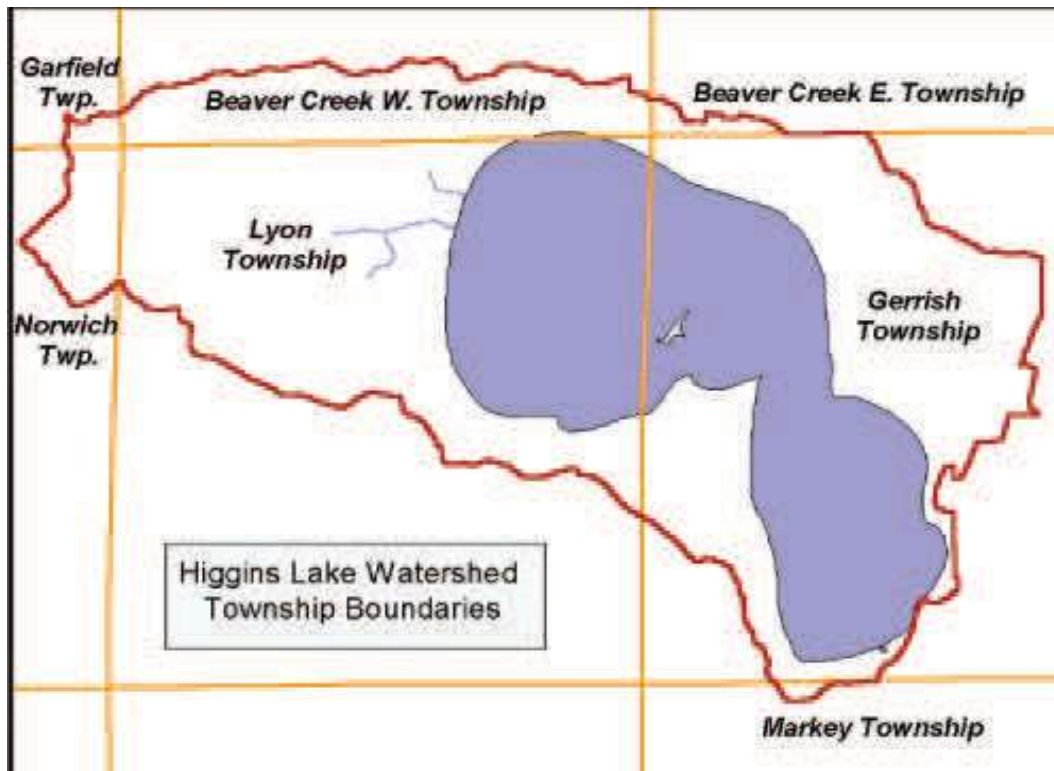 Garfield
Twp.
Beaver Creek W. Township
Beaver Creek E. Township
Lyon
Township
Gerrish
Township
Norwich
Twp.
Higgins Lake Watershed
Township Boundaries
Markey Township